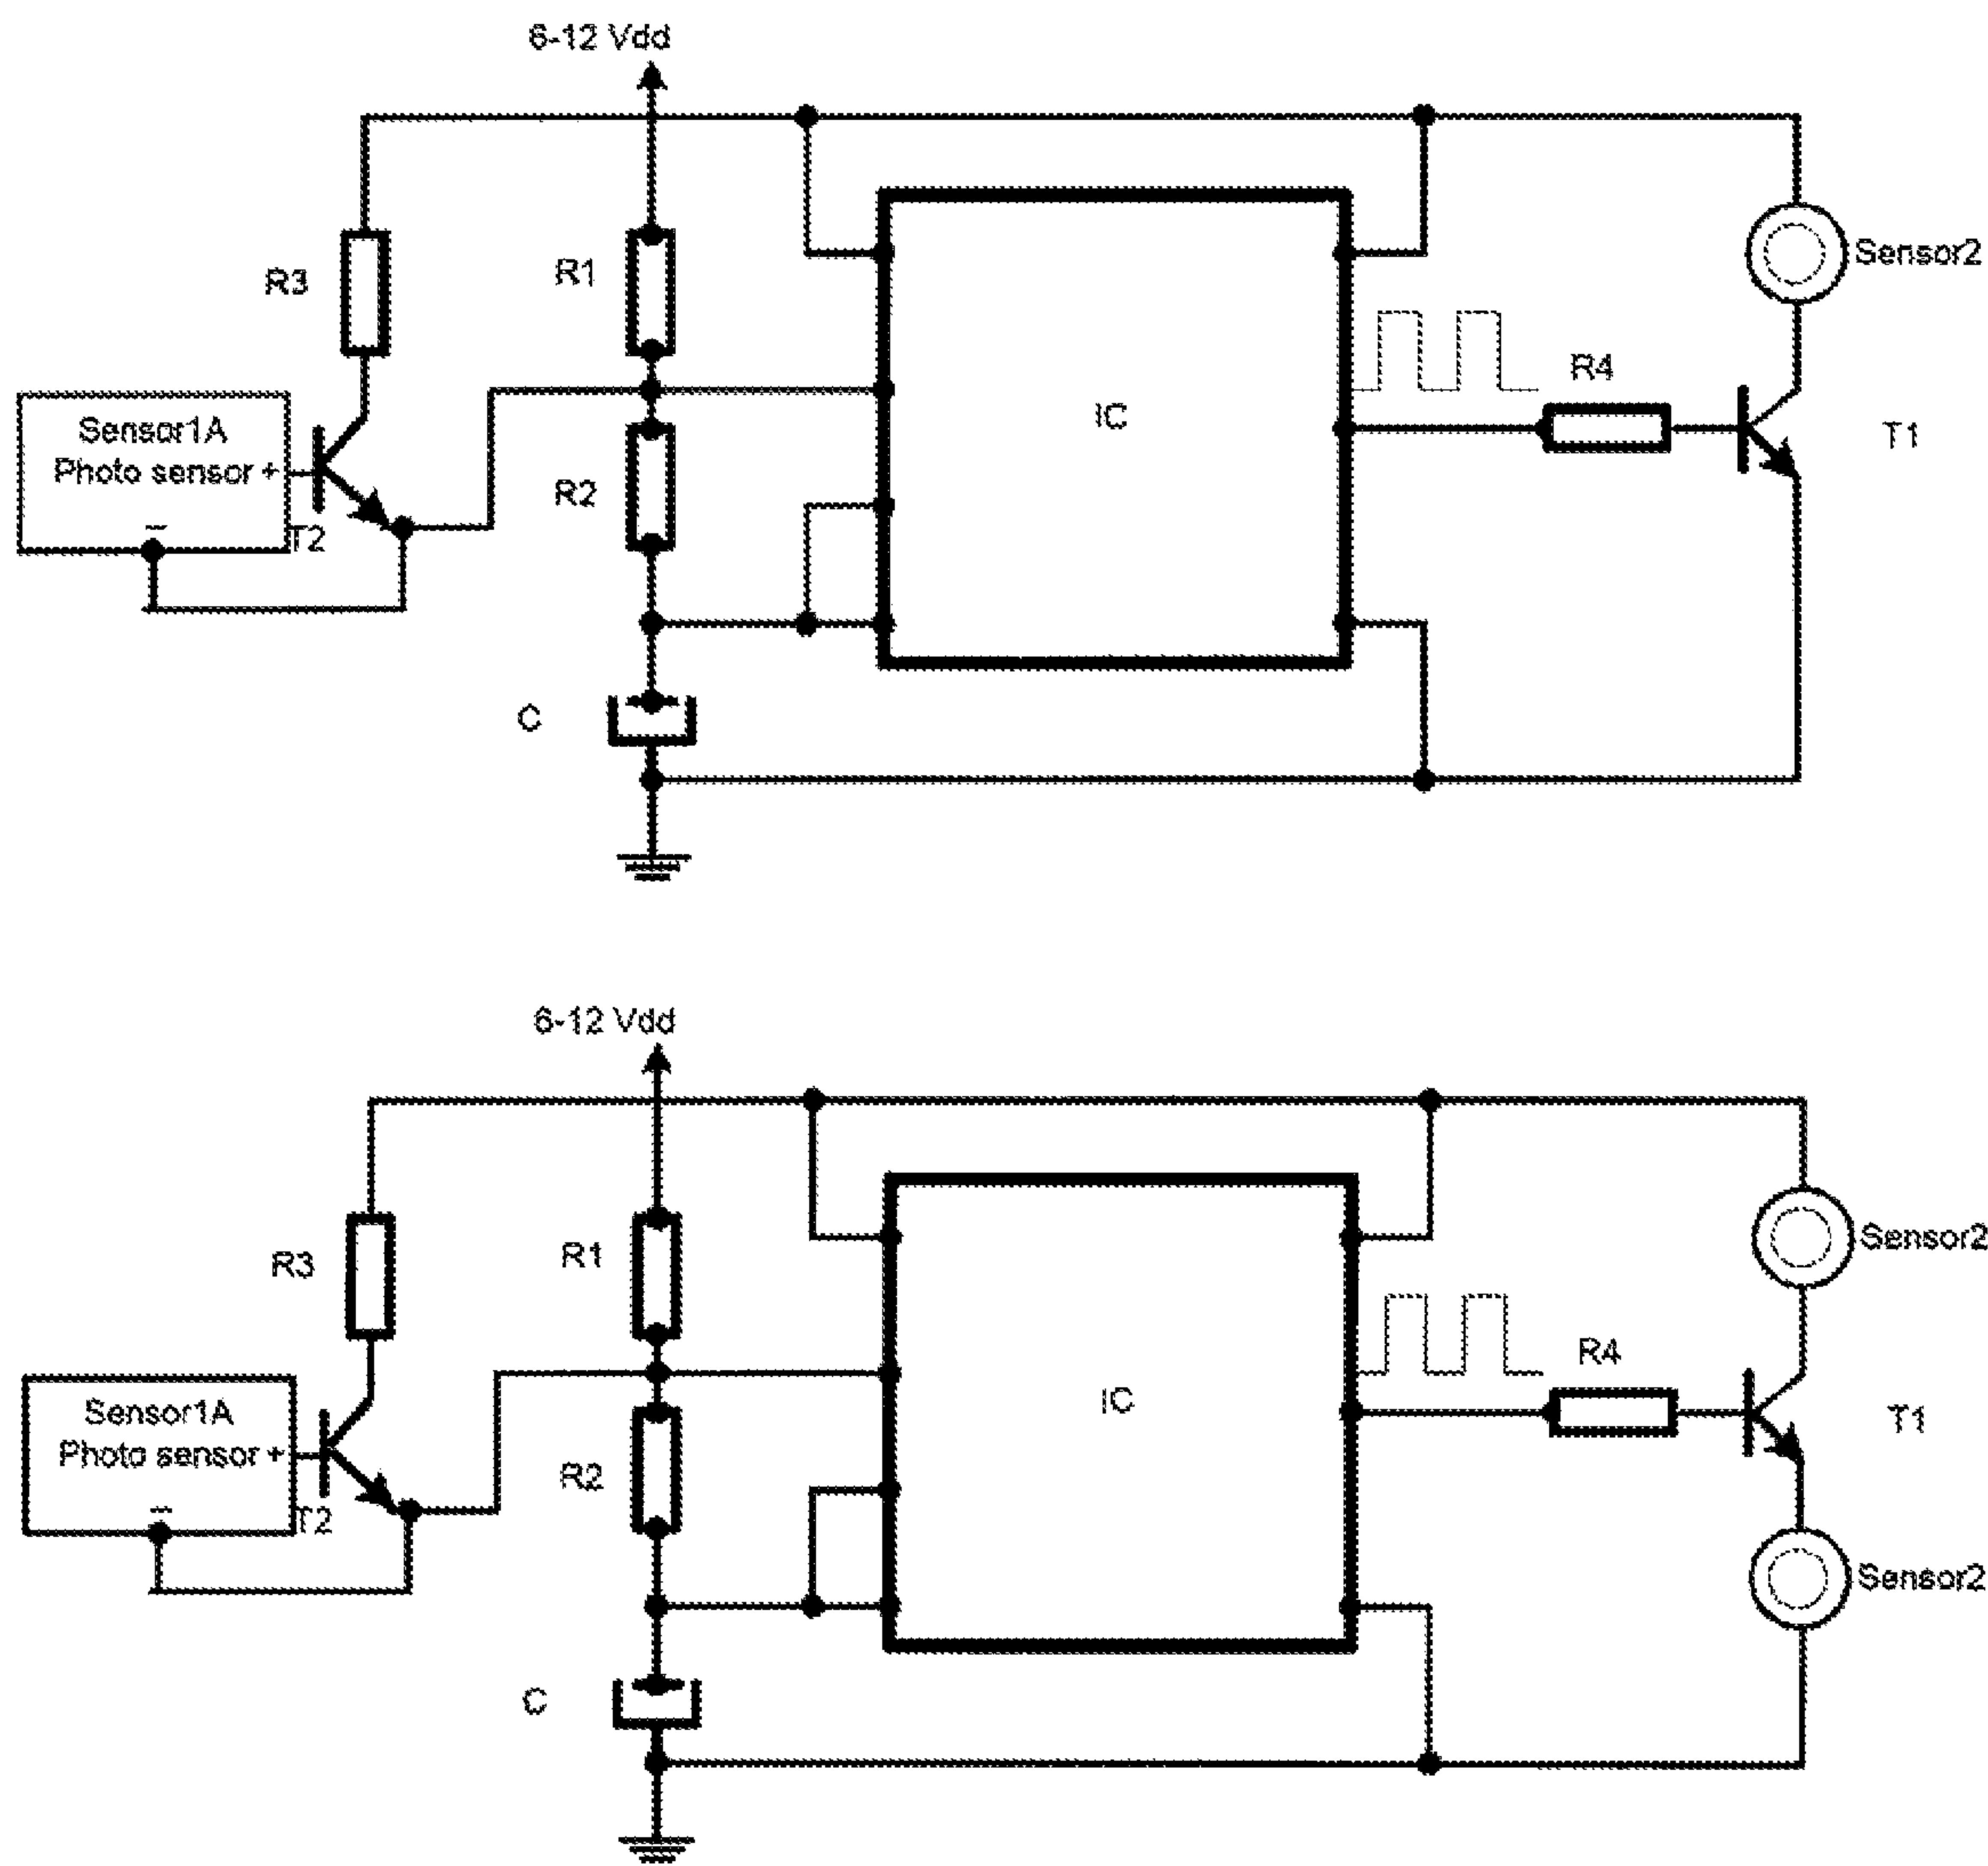 6-12 Vdd
R3
R1
Sensor2
R4
Sensor1A
Photo sensor +
IC
T1
R2
–
T2
C
6-12 Vdd
R3
R1
Sensor2
R4
Sensor1A
Photo sensor +
IC
T1
R2
–
T2
Sensor2
C